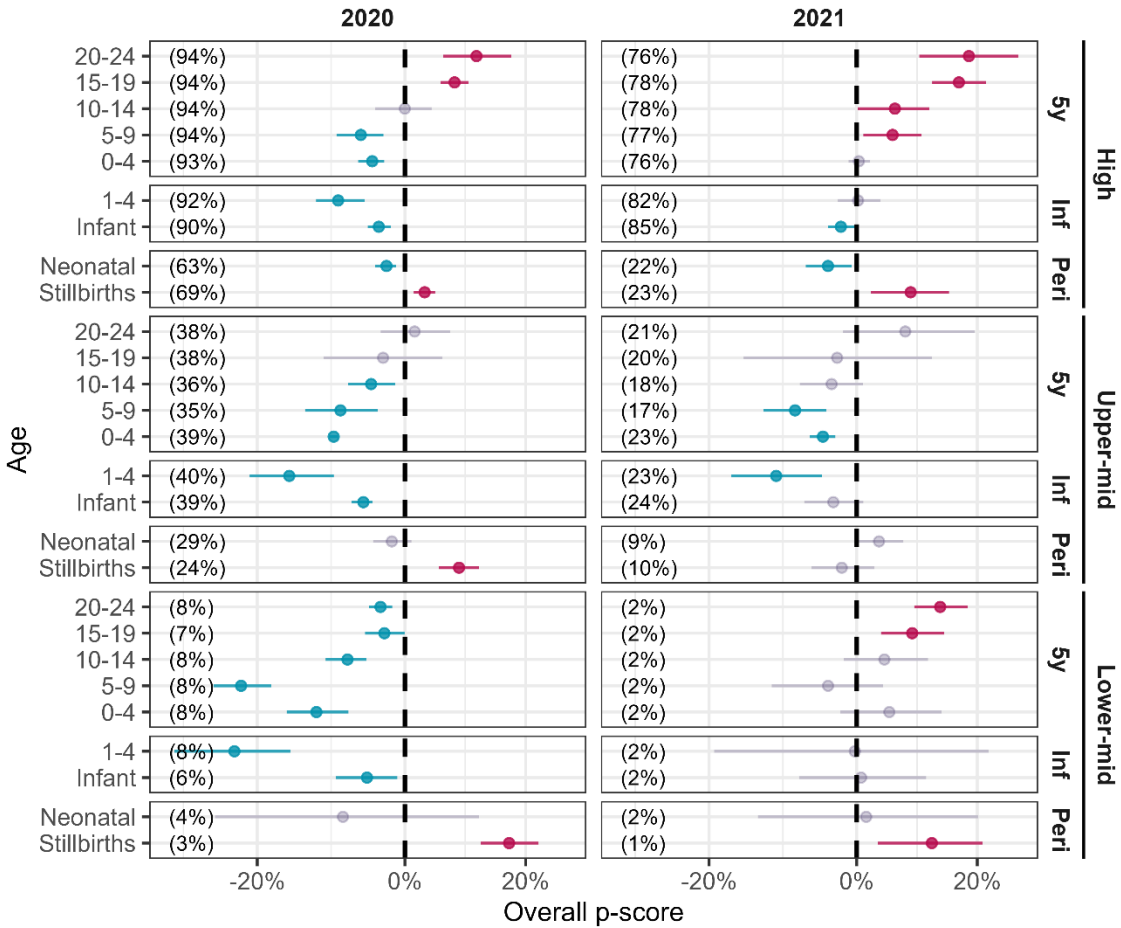 2020 2021
20-24 (94%) (76%)
15-19 (94%) (78%)
10-14 (94%) (78%)
5-9 (94%) (77%)
0-4 (93%) (76%)
5y
1-4 (92%) (82%)
Infant (90%) (85%)
Inf
Neonatal (63%) (22%)
Stillbirths (69%) (23%)
Peri
High
20-24 (38%) (21%)
15-19 (38%) (20%)
10-14 (36%) (18%)
5-9 (35%) (17%)
0-4 (39%) (23%)
5y
1-4 (40%) (23%)
Infant (39%) (24%)
Inf
Neonatal (29%) (9%)
Stillbirths (24%) (10%)
Peri
Upper-mid
20-24 (8%) (2%)
15-19 (7%) (2%)
10-14 (8%) (2%)
5-9 (8%) (2%)
0-4 (8%) (2%)
5y
1-4 (8%) (2%)
Infant (6%) (2%)
Inf
Neonatal (4%) (2%)
Stillbirths (3%) (1%)
Peri
Lower-mid
Age
-20% 0% 20% -20% 0% 20%
Overall p-score